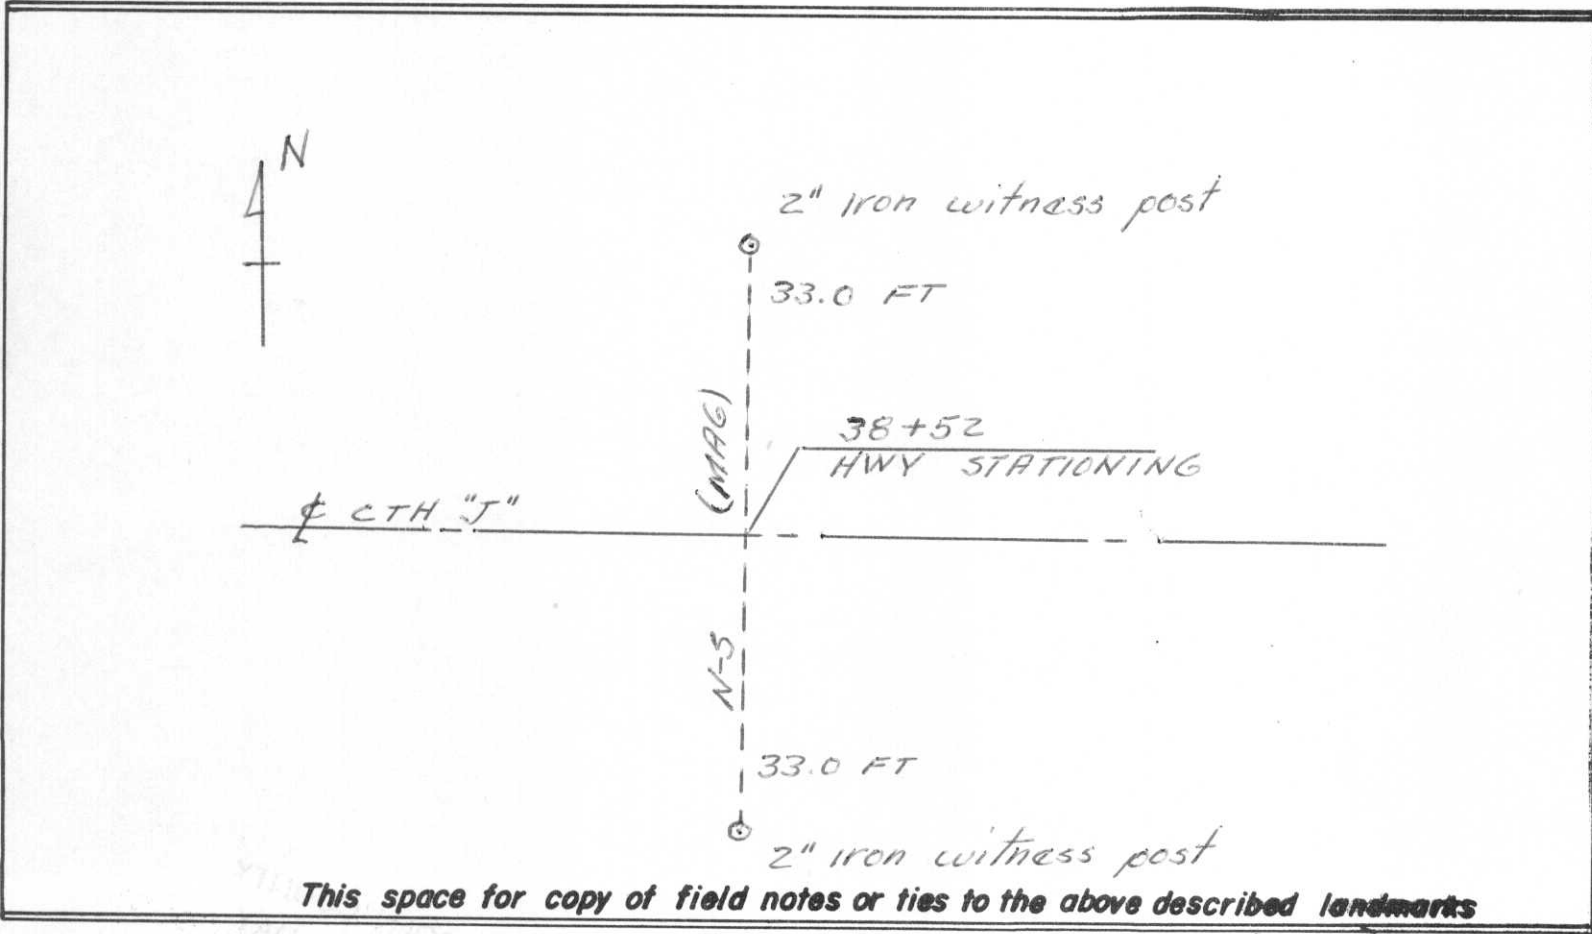 N
2" Iron witness post
33.0 FT
(MAG)
38+52
HWY STATIONING
℄ CTH "J"
N-S
33.0 FT
2" Iron witness post
This space for copy of field notes or ties to the above described landmarks